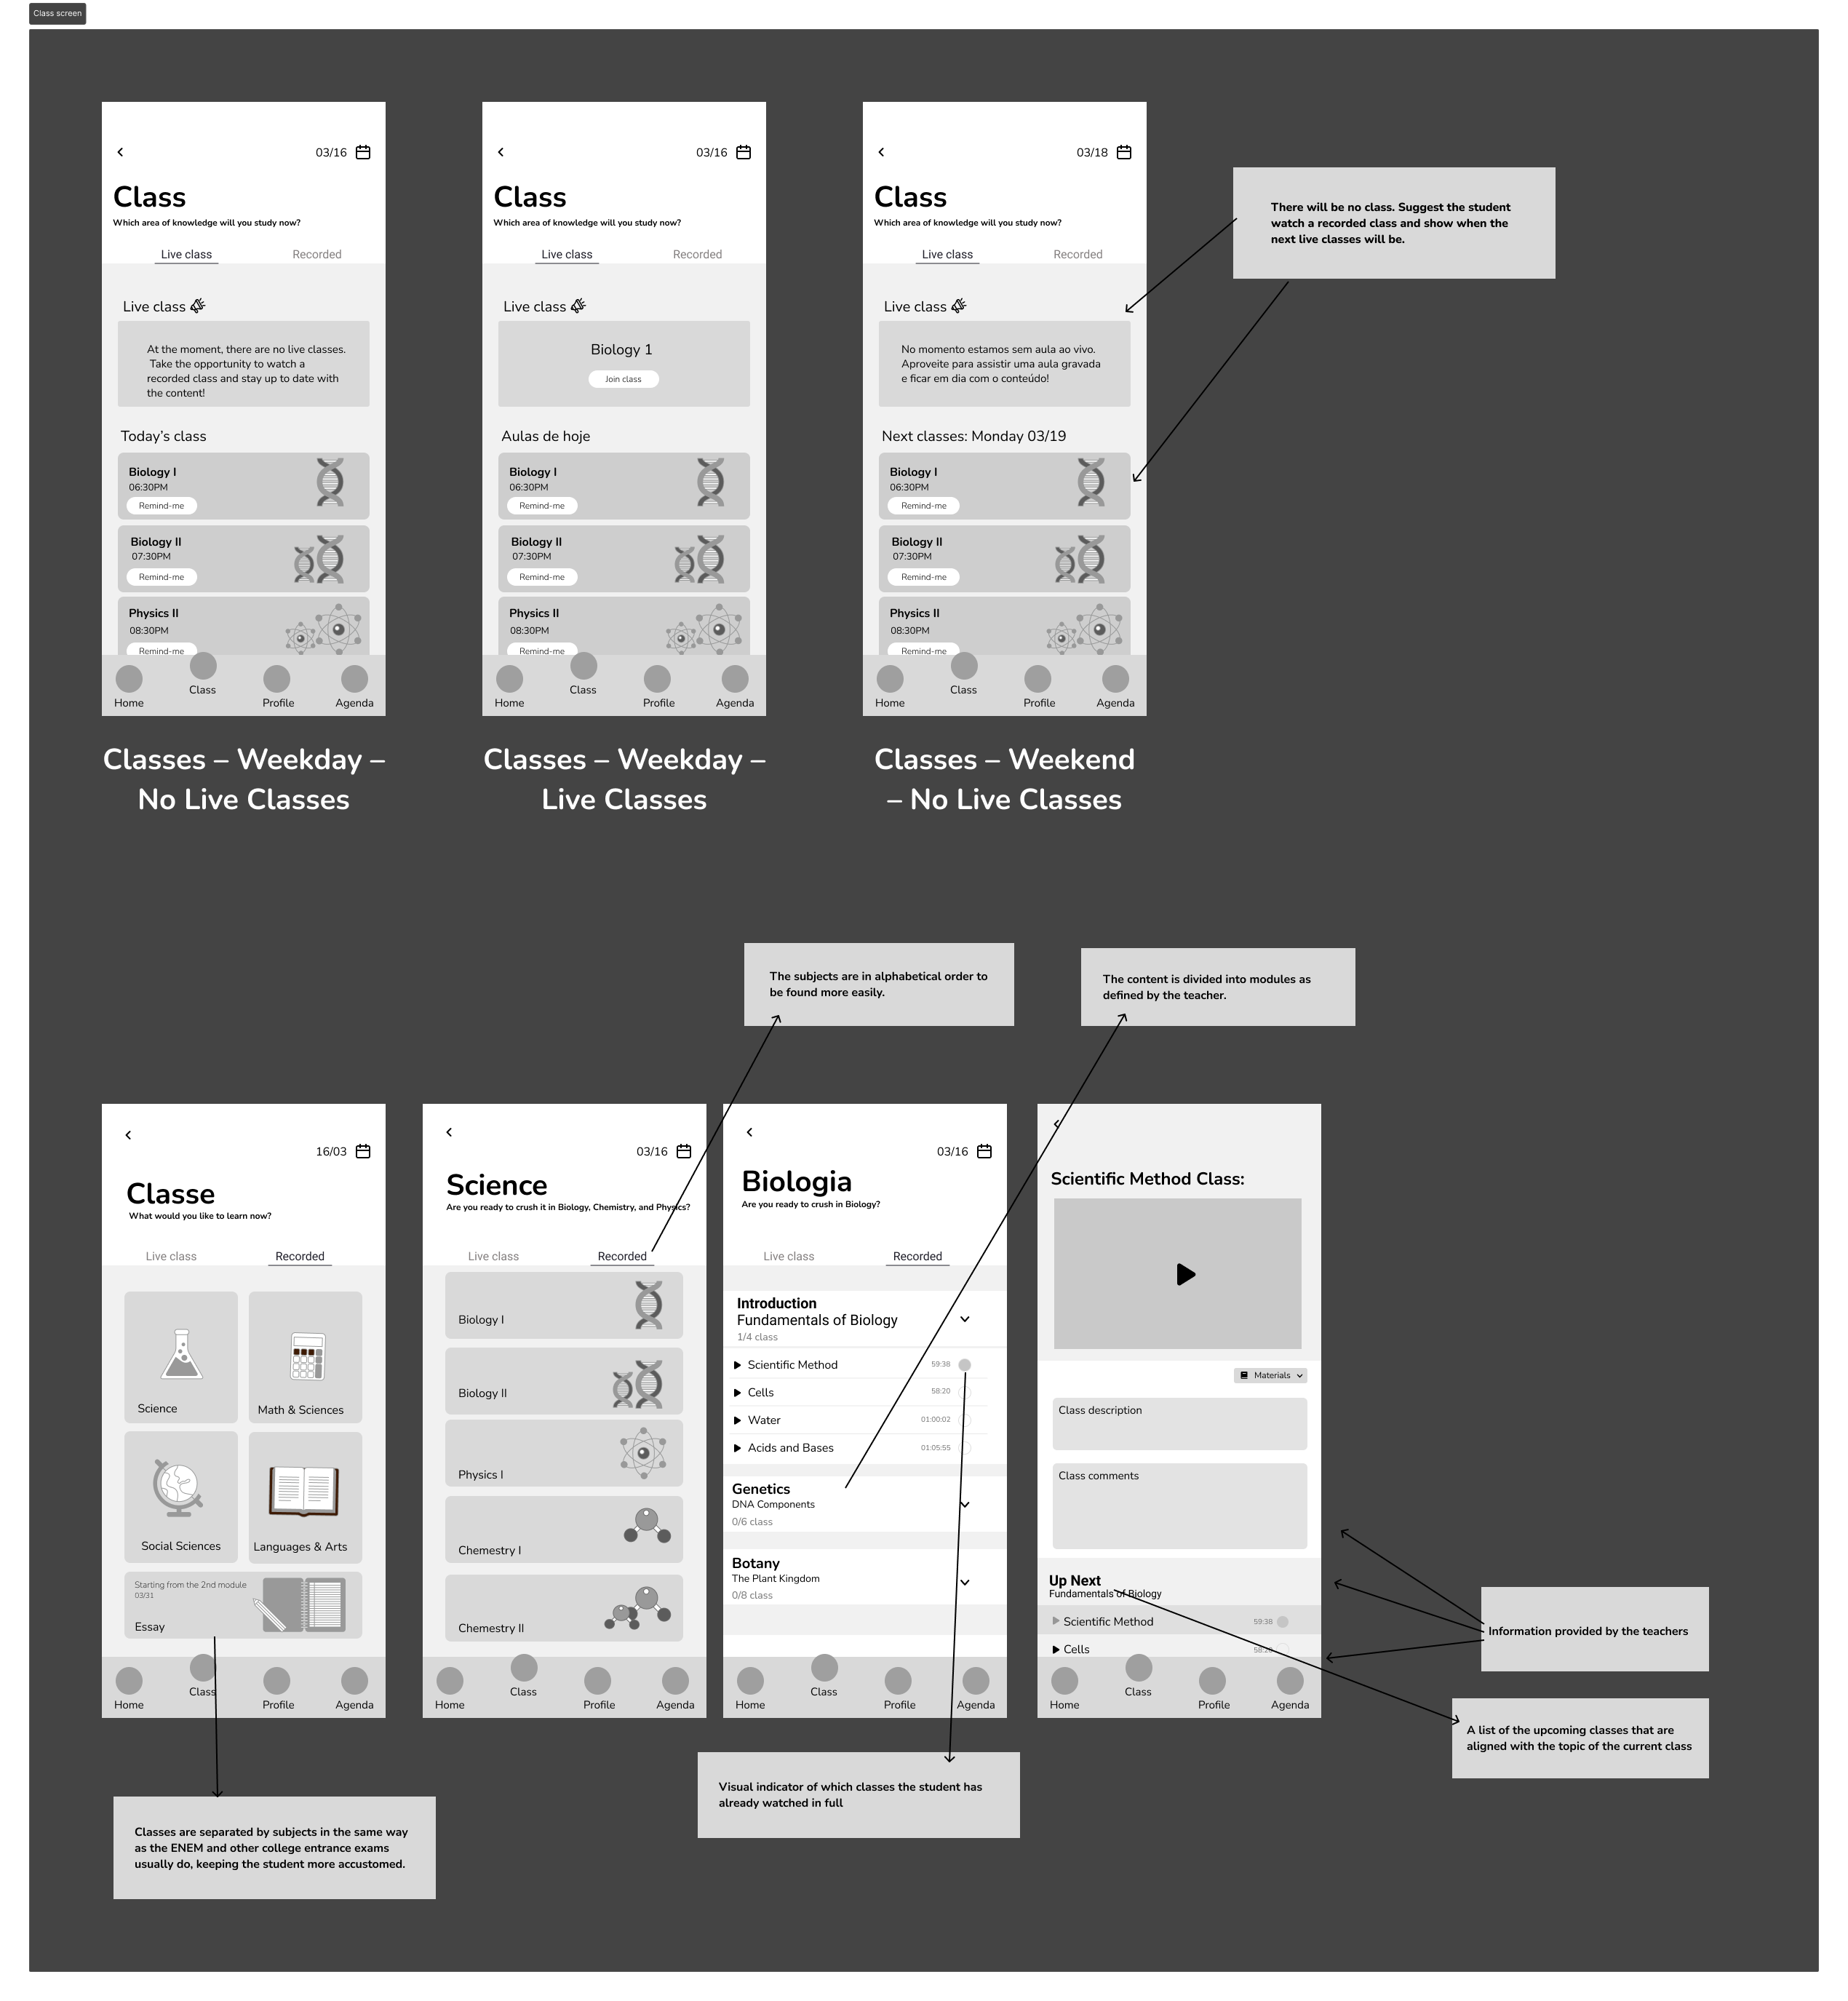 Class screen
03/16
Class
Which area of knowledge will you study now?
Live class
Recorded
Live class
At the moment, there are no live classes.
Take the opportunity to watch a
recorded class and stay up to date with
the content!
Today's class
Biology I
06:30PM
Remind-me
Biology II
07:30PM
Remind-me
Physics II
08:30PM
Remind-me
Home
Class
Profile
Agenda
Classes – Weekday –
No Live Classes
03/16
Class
Which area of knowledge will you study now?
Live class
Recorded
Live class
Biology 1
Join class
Aulas de hoje
Biology I
06:30PM
Remind-me
Biology II
07:30PM
Remind-me
Physics II
08:30PM
Remind-me
Home
Class
Profile
Agenda
Classes – Weekday –
Live Classes
03/18
Class
Which area of knowledge will you study now?
Live class
Recorded
Live class
No momento estamos sem aula ao vivo.
Aproveite para assistir uma aula gravada
e ficar em dia com o conteúdo!
Next classes: Monday 03/19
Biology I
06:30PM
Remind-me
Biology II
07:30PM
Remind-me
Physics II
08:30PM
Remind-me
Home
Class
Profile
Agenda
Classes – Weekend
– No Live Classes
There will be no class. Suggest the student
watch a recorded class and show when the
next live classes will be.
The subjects are in alphabetical order to
be found more easily.
The content is divided into modules as
defined by the teacher.
16/03
Classe
What would you like to learn now?
Live class
Recorded
Science
Math & Sciences
Social Sciences
Languages & Arts
Starting from the 2nd module
03/31
Essay
Home
Class
Profile
Agenda
03/16
Science
Are you ready to crush it in Biology, Chemistry, and Physics?
Live class
Recorded
Biology I
Biology II
Physics I
Chemestry I
Chemestry II
Home
Class
Profile
Agenda
03/16
Biologia
Are you ready to crush in Biology?
Live class
Recorded
Introduction
Fundamentals of Biology
1/4 class
Scientific Method
59:38
Cells
58:20
Water
01:00:02
Acids and Bases
01:05:55
Genetics
DNA Components
0/6 class
Botany
The Plant Kingdom
0/8 class
Home
Class
Profile
Agenda
Scientific Method Class:
Materials
Class description
Class comments
Up Next
Fundamentals of Biology
Scientific Method
59:38
Cells
58:20
Home
Class
Profile
Agenda
Information provided by the teachers
A list of the upcoming classes that are
aligned with the topic of the current class
Visual indicator of which classes the student has
already watched in full
Classes are separated by subjects in the same way
as the ENEM and other college entrance exams
usually do, keeping the student more accustomed.